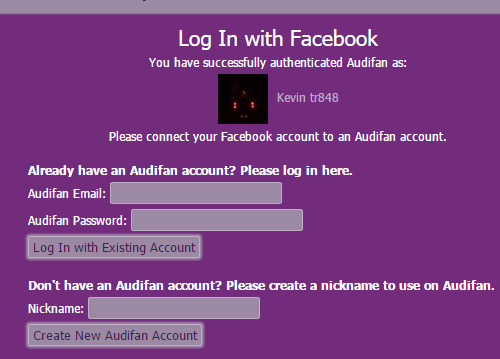 Log In with Facebook
You have successfully authenticated Audifan as:
Kevin tr848
Please connect your Facebook account to an Audifan account.
Already have an Audifan account? Please log in here.
Audifan Email:
Audifan Password:
Log In with Existing Account
Don't have an Audifan account? Please create a nickname to use on Audifan.
Nickname:
Create New Audifan Account